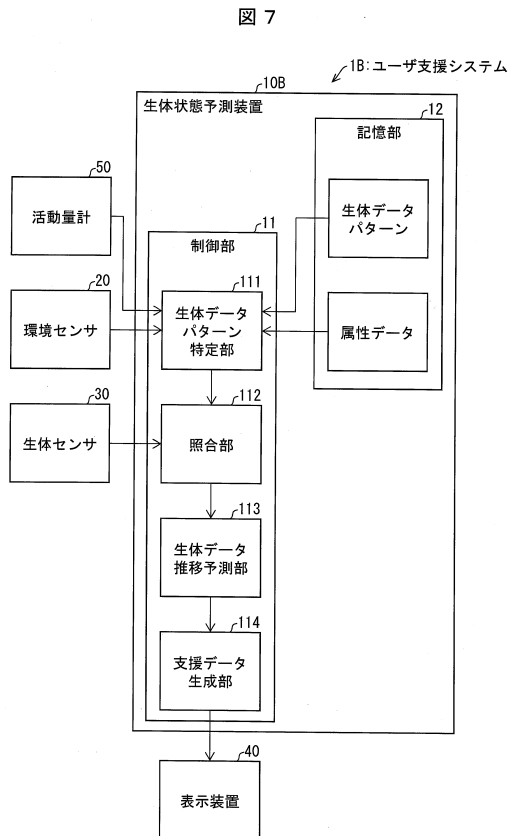 図 7
1B:ユーザ支援システム
10B
生体状態予測装置
12
記憶部
50
活動量計
生体データ
パターン
11
制御部
20
環境センサ
111
生体データ
パターン
特定部
属性データ
30
生体センサ
112
照合部
113
生体データ
推移予測部
114
支援データ
生成部
40
表示装置